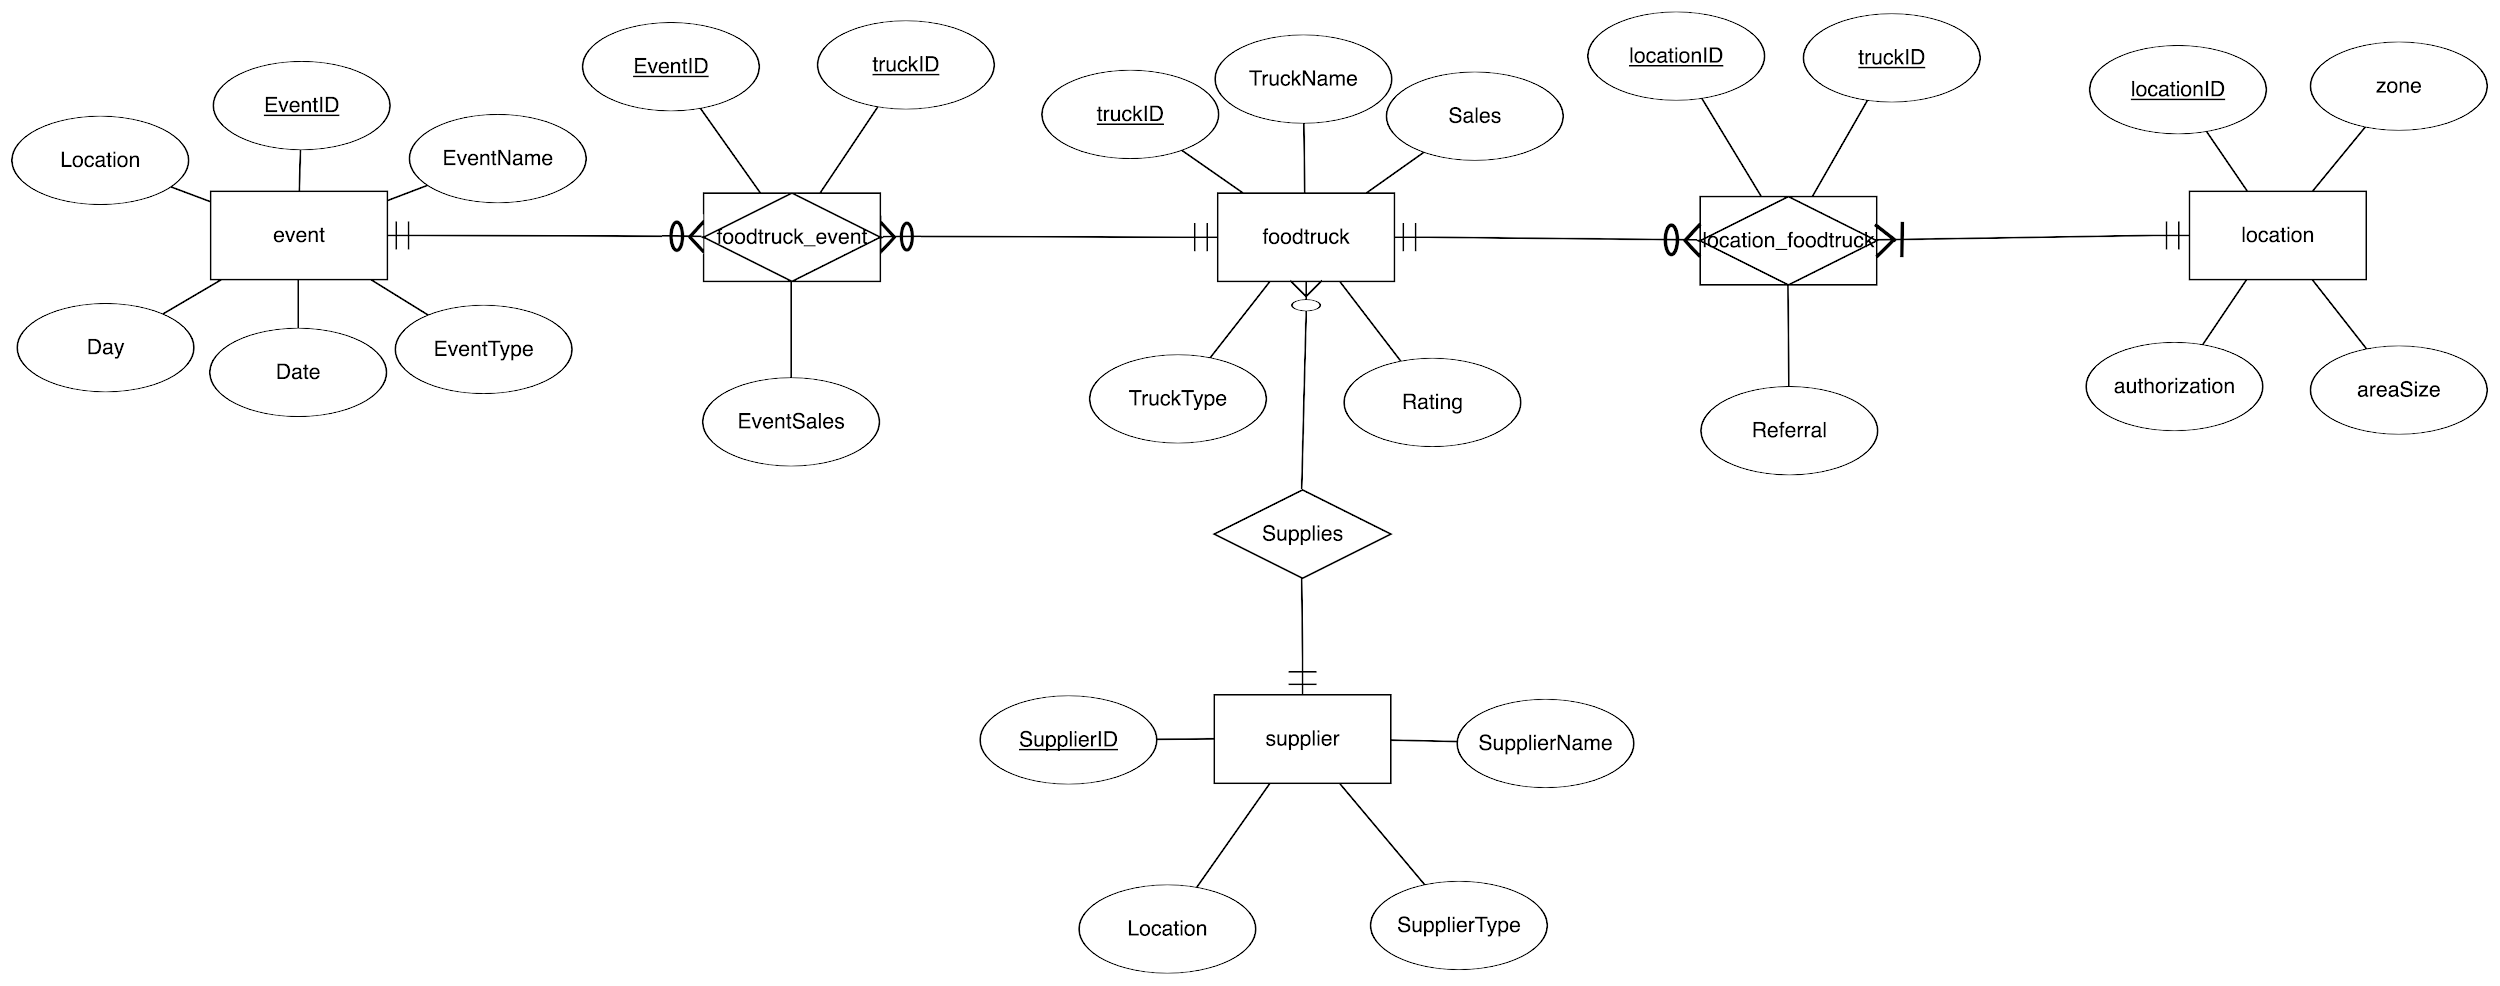 locationID
truckID
EventID
truckID
TruckName
locationID
zone
EventID
truckID
Sales
Location
EventName
event
foodtruck_event
foodtruck
location_foodtruck
location
Day
Date
EventType
TruckType
Rating
authorization
areaSize
EventSales
Referral
Supplies
SupplierID
supplier
SupplierName
Location
SupplierType